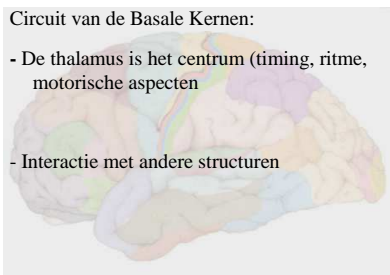 Circuit van de Basale Kernen:
- De thalamus is het centrum (timing, ritme,
motorische aspecten
- Interactie met andere structuren